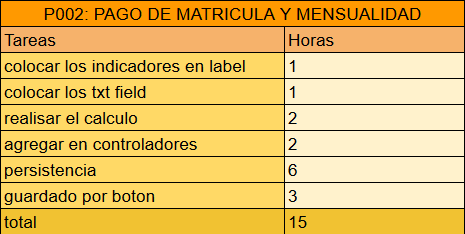 P002: PAGO DE MATRICULA Y MENSUALIDAD
Tareas Horas
colocar los indicadores en label 1
colocar los txt field 1
realisar el calculo 2
agregar en controladores 2
persistencia 6
guardado por boton 3
total 15